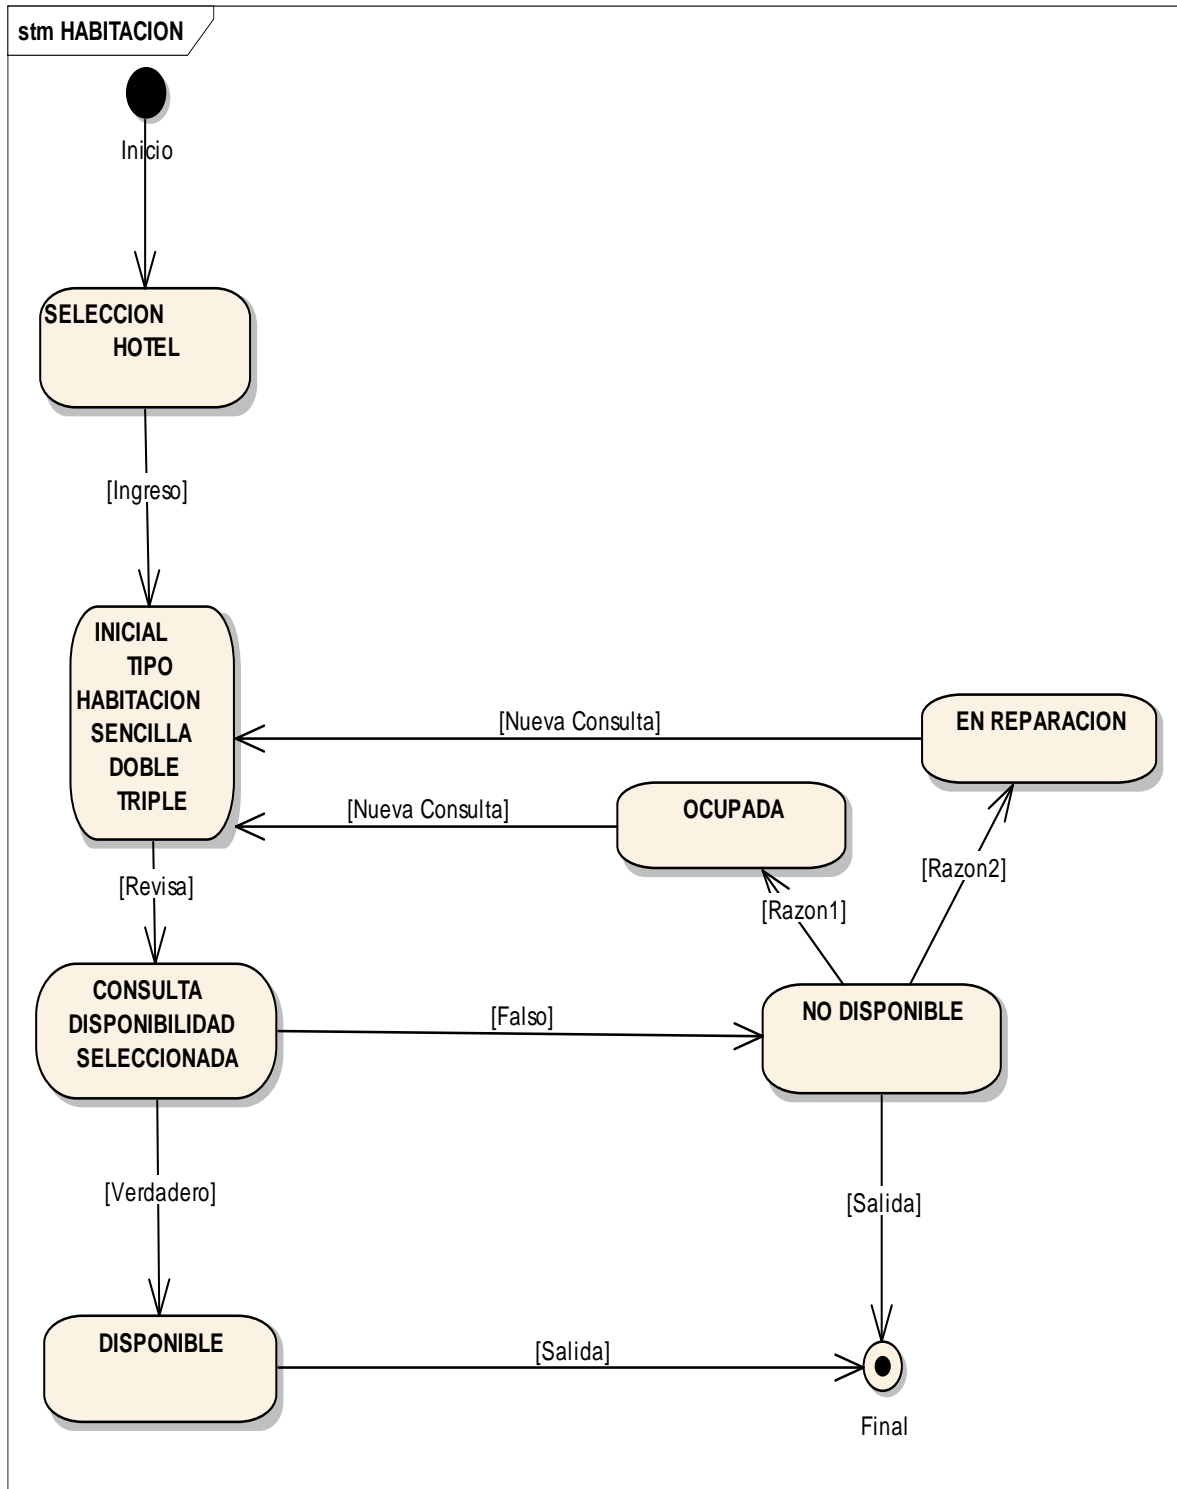 stm HABITACION
Inicio
SELECCION
HOTEL
[Ingreso]
INICIAL
TIPO
HABITACION
SENCILLA
DOBLE
TRIPLE
[Nueva Consulta]
EN REPARACION
[Nueva Consulta]
OCUPADA
[Revisa]
[Razon1]
[Razon2]
CONSULTA
DISPONIBILIDAD
SELECCIONADA
[Falso]
NO DISPONIBLE
[Verdadero]
[Salida]
DISPONIBLE
[Salida]
Final